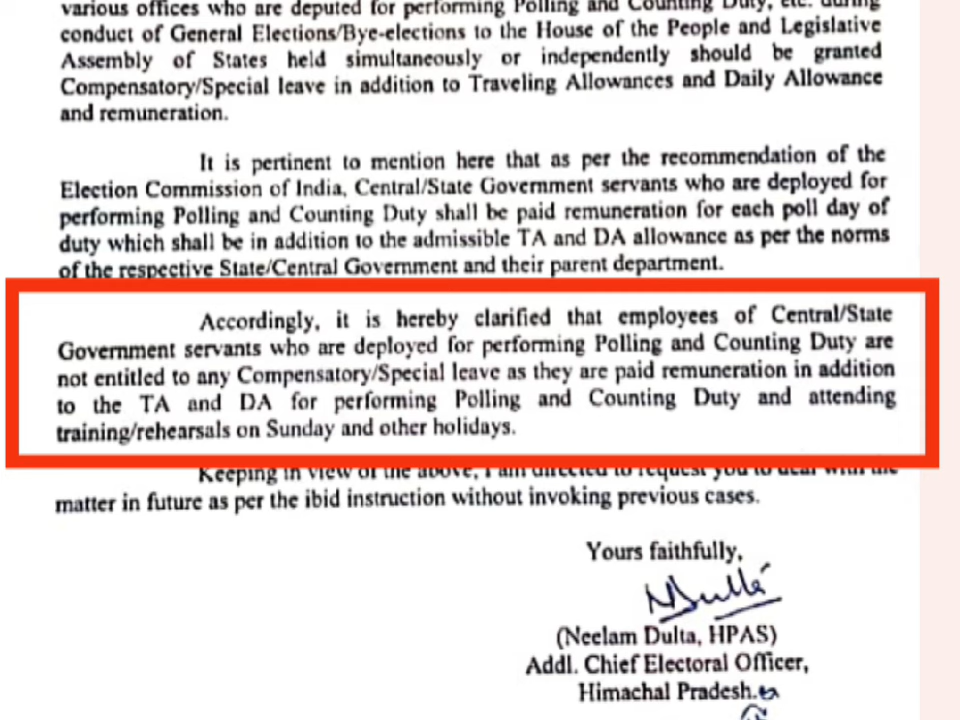 various offices who are deputed for performing Polling and Counting Duty, etc. during
conduct of General Elections/Bye-elections to the House of the People and Legislative
Assembly of States held simultaneously or independently should be granted
Compensatory/Special leave in addition to Traveling Allowances and Daily Allowance
and remuneration.
It is pertinent to mention here that as per the recommendation of the
Election Commission of India, Central/State Government servants who are deployed for
performing Polling and Counting Duty shall be paid remuneration for each poll day of
duty which shall be in addition to the admissible TA and DA allowance as per the norms
of the respective State/Central Government and their parent department.
Accordingly, it is hereby clarified that employees of Central/State
Government servants who are deployed for performing Polling and Counting Duty are
not entitled to any Compensatory/Special leave as they are paid remuneration in addition
to the TA and DA for performing Polling and Counting Duty and attending
training/rehearsals on Sunday and other holidays.
Keeping in view of the above, I am directed to request you to deal with the
matter in future as per the ibid instruction without invoking previous cases.
Yours faithfully,
(Neelam Dulta, HPAS)
Addl. Chief Electoral Officer,
Himachal Pradesh.